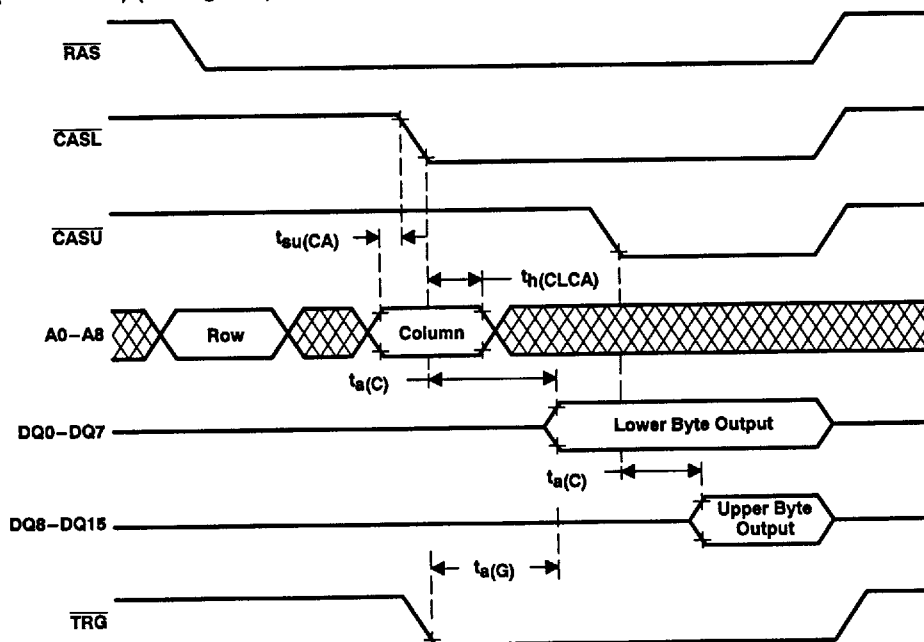 RAS
CASL
CASU
tsu(CA)
th(CLCA)
A0–A8
Row
Column
ta(C)
DQ0–DQ7
Lower Byte Output
ta(C)
DQ8–DQ15
Upper Byte
Output
ta(G)
TRG